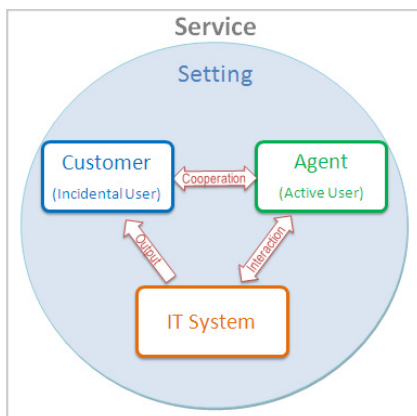 Service
Setting
Customer
(Incidental User)
Cooperation
Agent
(Active User)
Output
Interaction
IT System